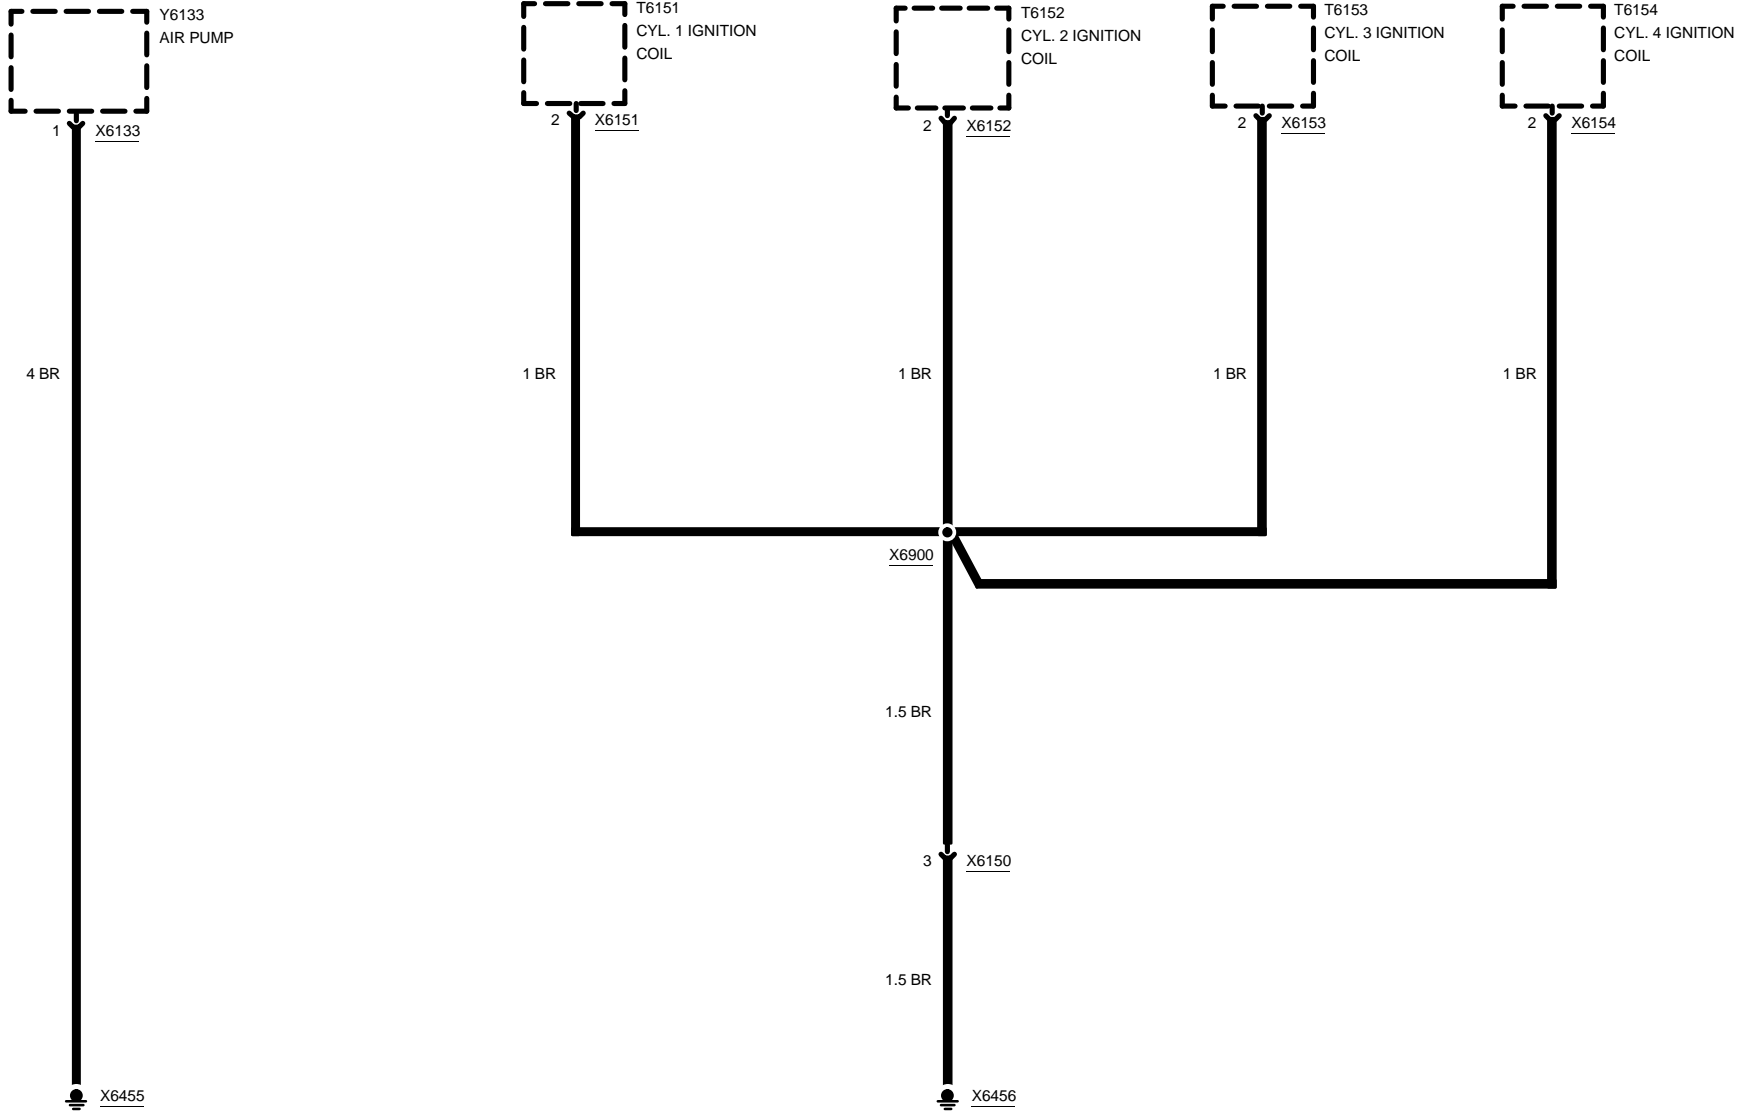 Y6133
AIR PUMP
T6151
CYL. 1 IGNITION
COIL
T6152
CYL. 2 IGNITION
COIL
T6153
CYL. 3 IGNITION
COIL
T6154
CYL. 4 IGNITION
COIL
1 X6133
2 X6151
2 X6152
2 X6153
2 X6154
4 BR
1 BR
1 BR
1 BR
1 BR
X6900
1.5 BR
3 X6150
1.5 BR
X6455
X6456